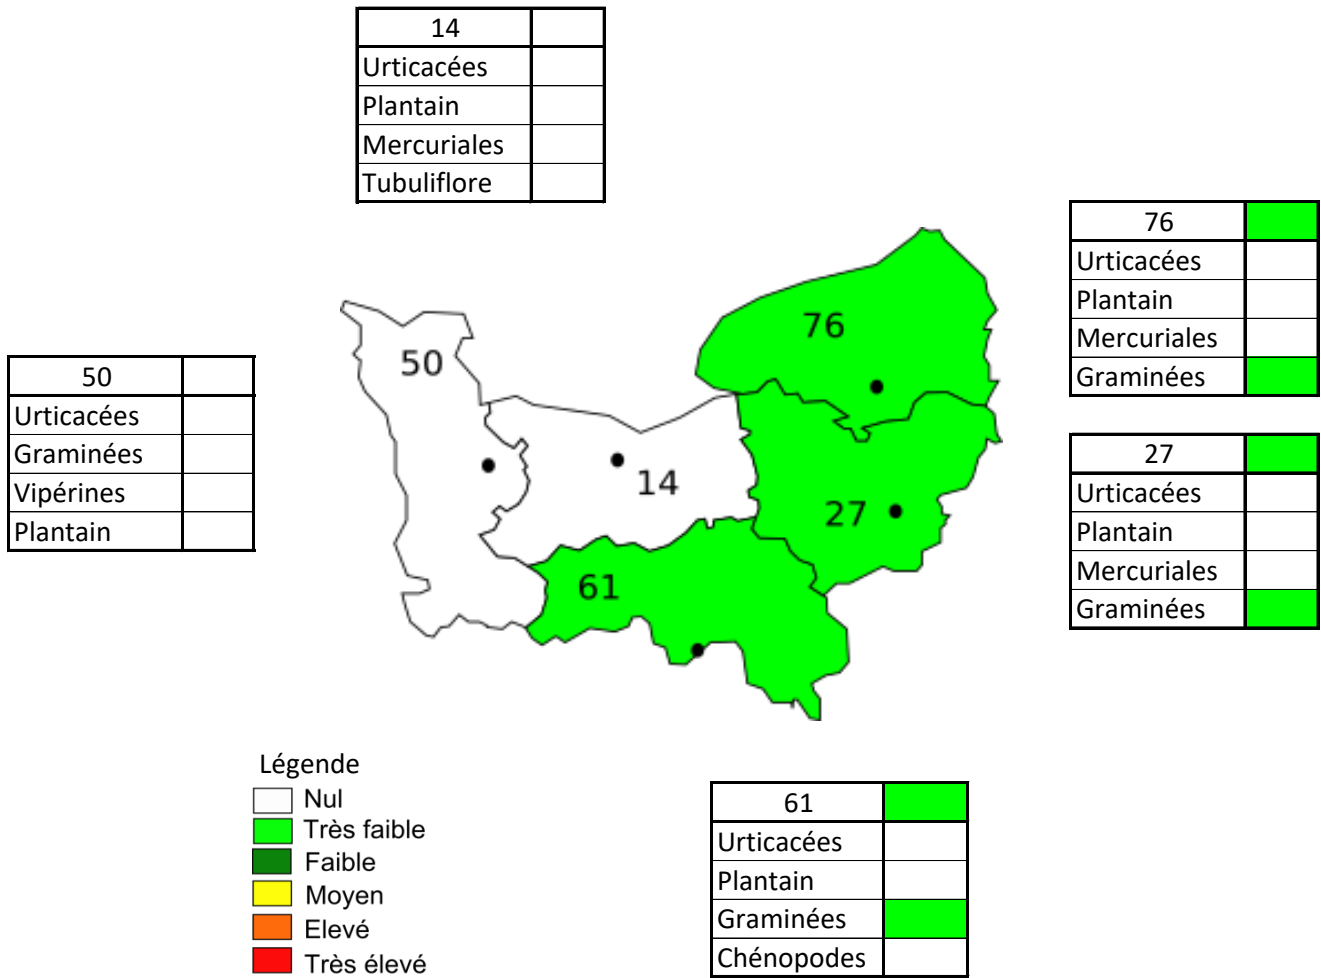 14
Urticacées
Plantain
Mercuriales
Tubuliflore
76
Urticacées
Plantain
Mercuriales
Graminées
76
50
50
Urticacées
Graminées
Vipérines
Plantain
14
27
27
Urticacées
Plantain
Mercuriales
Graminées
61
Légende
Nul
Très faible
Faible
Moyen
Elevé
Très élevé
61
Urticacées
Plantain
Graminées
Chénopodes